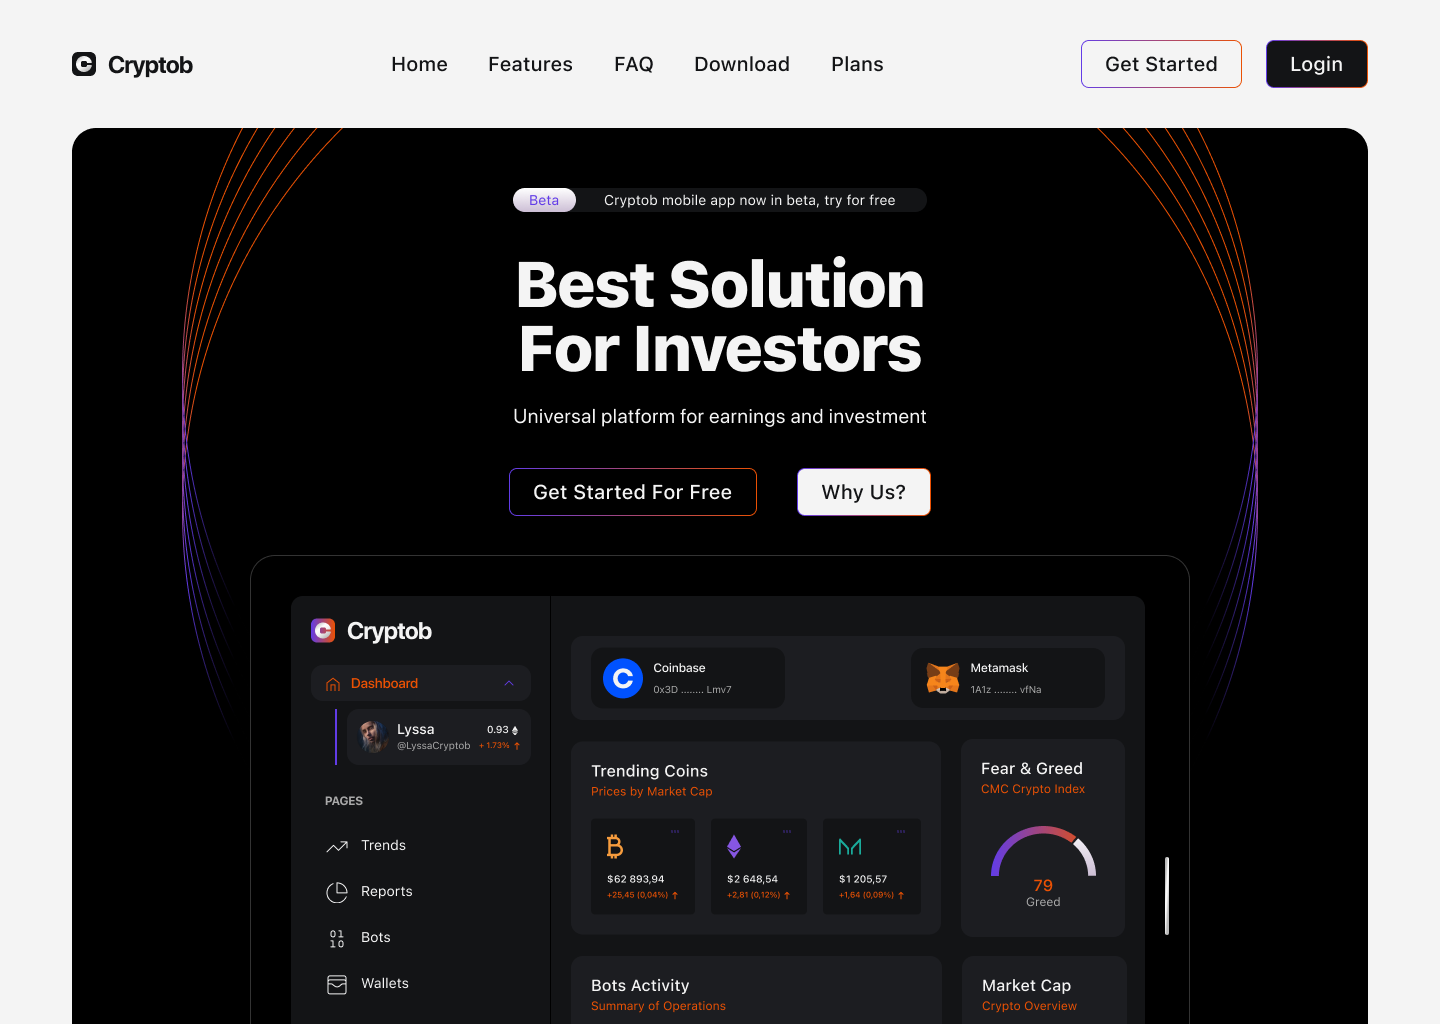 Cryptob
Home
Features
FAQ
Download
Plans
Get Started
Login
Beta
Cryptob mobile app now in beta, try for free
Best Solution
For Investors
Universal platform for earnings and investment
Get Started For Free
Why Us?
Cryptob
Dashboard
Lyssa
0.93
@LyssaCryptob
+ 1.73%
PAGES
Trends
Reports
Bots
Wallets
Coinbase
0x3D ........ Lmv7
Metamask
1A1z ........ vfNa
Trending Coins
Prices by Market Cap
$62 893,94
+25,45 (0,04%)
$2 648,54
+2,81 (0,12%)
$1 205,57
+1,64 (0,09%)
Fear & Greed
CMC Crypto Index
79
Greed
Bots Activity
Summary of Operations
Market Cap
Crypto Overview